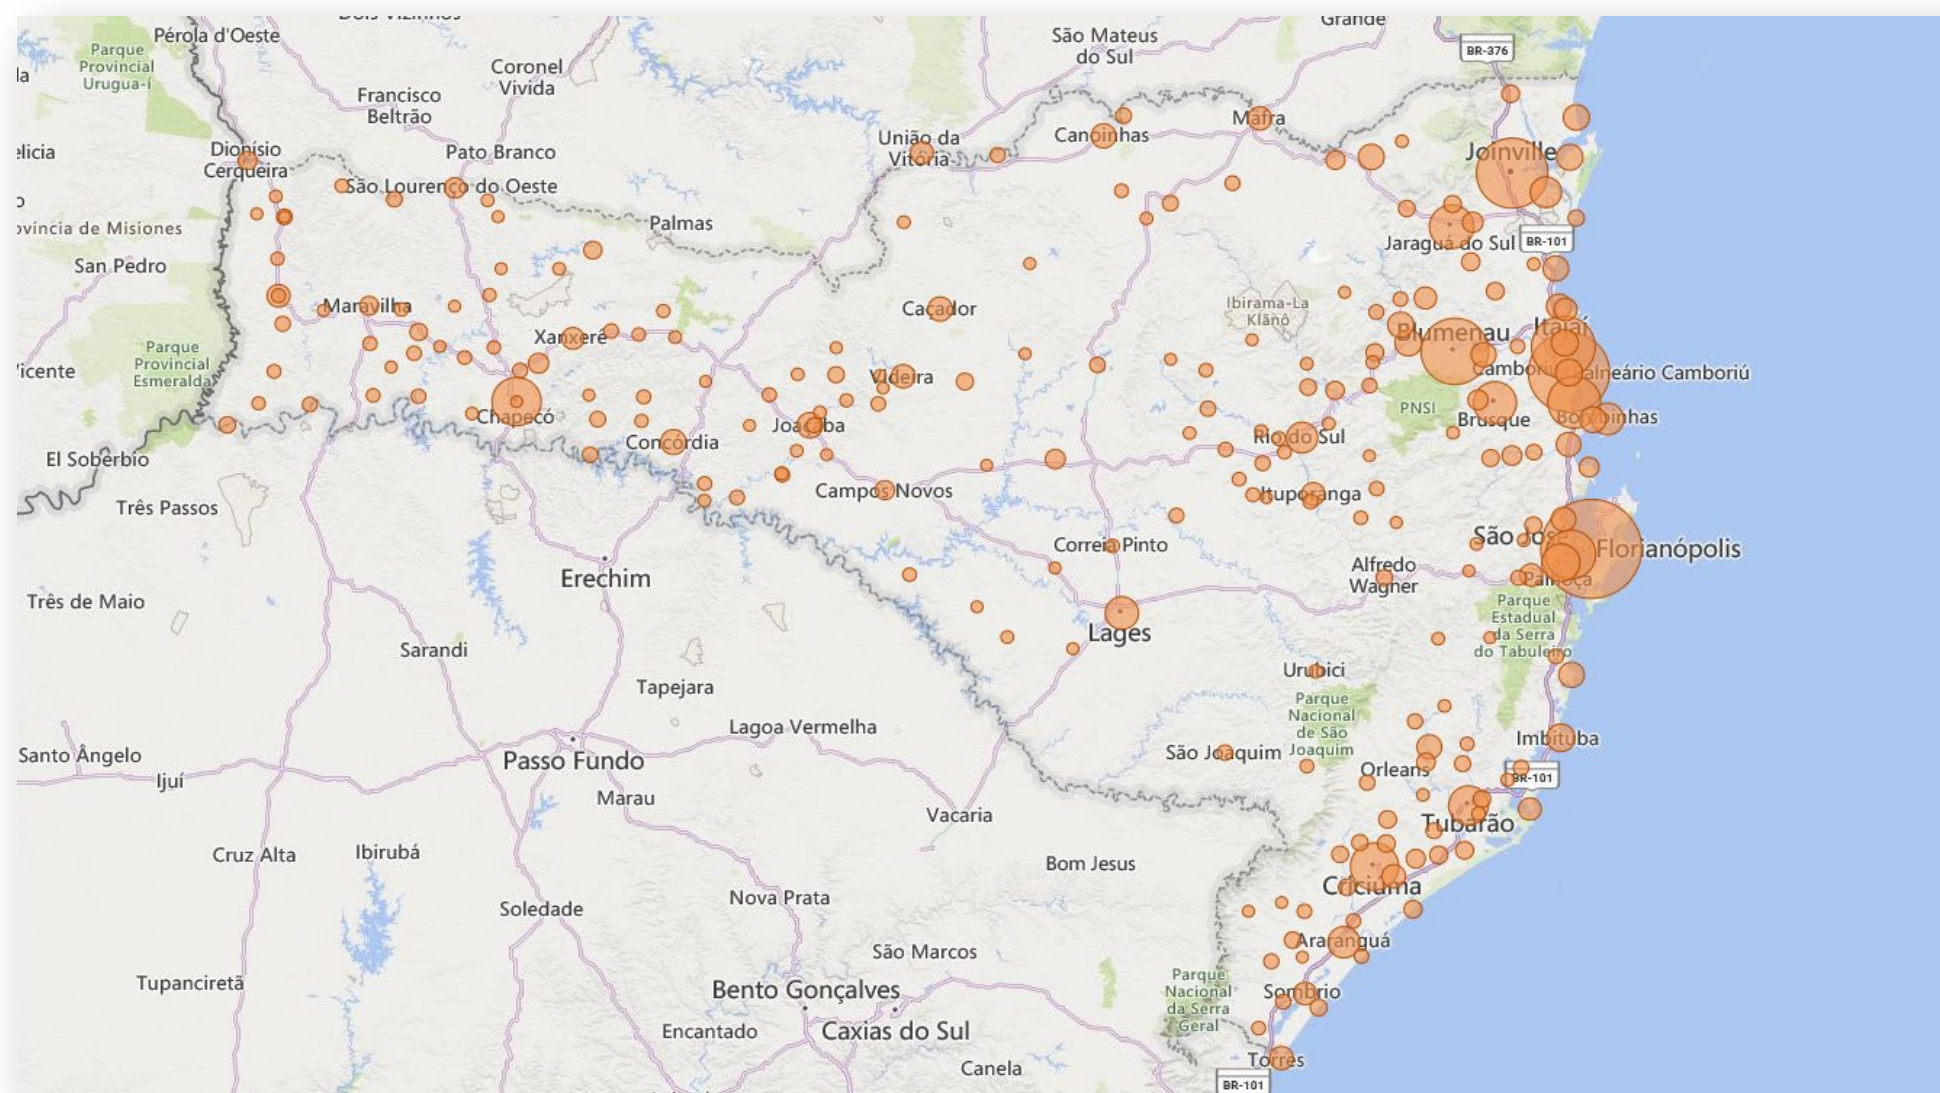 Pérola d'Oeste
Dois Vizinhos
São Mateus
do Sul
Grande
BR-376
Parque
Provincial
Urugua-í
Coronel
Vivida
Francisco
Beltrão
União da
Vitória
Canoinhas
Mafra
elicia
Dionísio
Cerqueira
Pato Branco
Joinville
São Lourenço do Oeste
ovíncia de Misiones
Palmas
Jaraguá do Sul
BR-101
San Pedro
Maravilha
Caçador
Ibirama-La
Klãnõ
Blumenau
Itajaí
Xanxerê
Parque
Provincial
Esmeralda
Vicente
Videira
Camboriú
Balneário Camboriú
Chapecó
Joaçaba
PNSI
Brusque
Bombinhas
Concórdia
Rio do Sul
El Soberbio
Campos Novos
Ituporanga
Três Passos
Correia Pinto
São José
Florianópolis
Erechim
Alfredo
Wagner
Palhoça
Três de Maio
Parque
Estadual
da Serra
do Tabuleiro
Lages
Sarandi
Urubici
Tapejara
Parque
Nacional
de São
Joaquim
Lagoa Vermelha
Santo Ângelo
Passo Fundo
São Joaquim
Imbituba
Ijuí
Orleans
BR-101
Marau
Vacaria
Tubarão
Cruz Alta
Ibirubá
Bom Jesus
Criciúma
Nova Prata
Soledade
São Marcos
Araranguá
Tupanciretã
Bento Gonçalves
Parque
Nacional
da Serra
Geral
Sombrio
Encantado
Caxias do Sul
Canela
Torres
BR-101